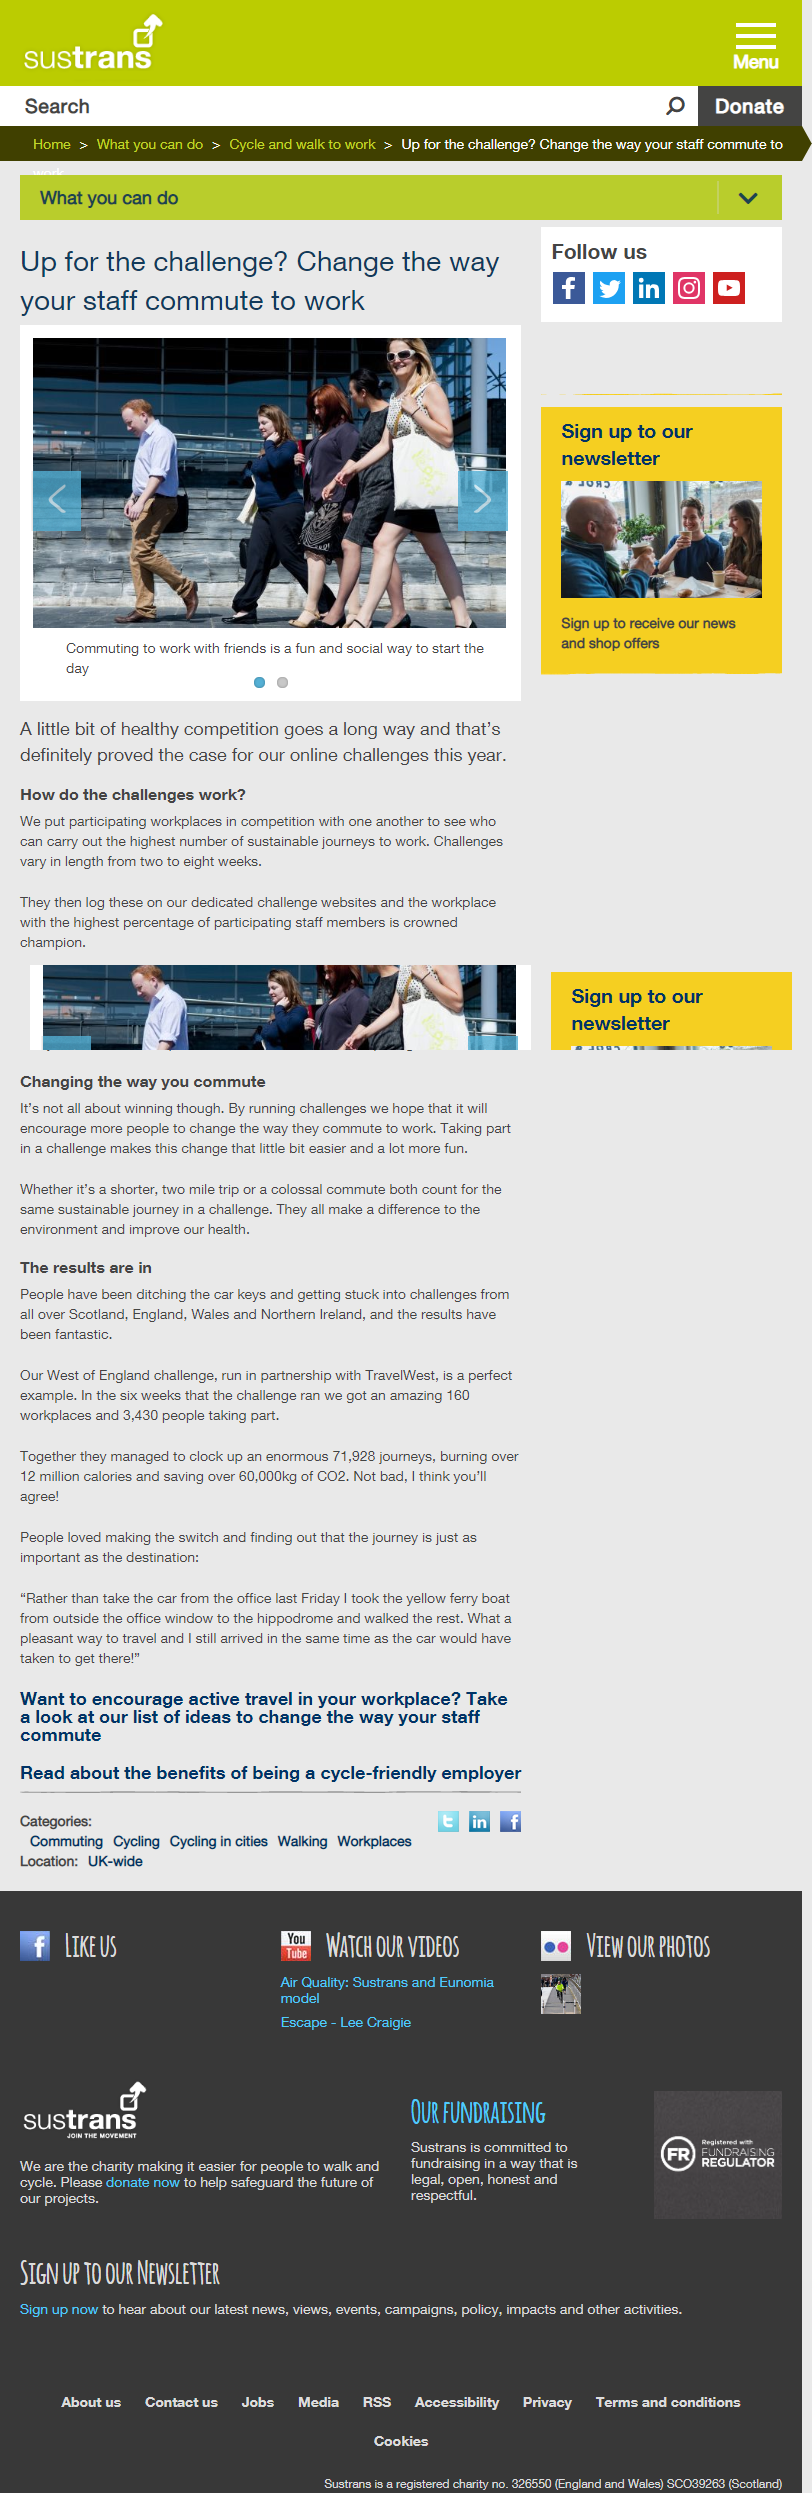 sustrans
Menu
Search
Donate
Home > What you can do > Cycle and walk to work > Up for the challenge? Change the way your staff commute to
work
What you can do
Up for the challenge? Change the way
your staff commute to work
Commuting to work with friends is a fun and social way to start the
day
Follow us
Sign up to our
newsletter
Sign up to receive our news
and shop offers
A little bit of healthy competition goes a long way and that’s
definitely proved the case for our online challenges this year.
How do the challenges work?
We put participating workplaces in competition with one another to see who
can carry out the highest number of sustainable journeys to work. Challenges
vary in length from two to eight weeks.
They then log these on our dedicated challenge websites and the workplace
with the highest percentage of participating staff members is crowned
champion.
Sign up to our
newsletter
Changing the way you commute
It’s not all about winning though. By running challenges we hope that it will
encourage more people to change the way they commute to work. Taking part
in a challenge makes this change that little bit easier and a lot more fun.
Whether it’s a shorter, two mile trip or a colossal commute both count for the
same sustainable journey in a challenge. They all make a difference to the
environment and improve our health.
The results are in
People have been ditching the car keys and getting stuck into challenges from
all over Scotland, England, Wales and Northern Ireland, and the results have
been fantastic.
Our West of England challenge, run in partnership with TravelWest, is a perfect
example. In the six weeks that the challenge ran we got an amazing 160
workplaces and 3,430 people taking part.
Together they managed to clock up an enormous 71,928 journeys, burning over
12 million calories and saving over 60,000kg of CO2. Not bad, I think you’ll
agree!
People loved making the switch and finding out that the journey is just as
important as the destination:
“Rather than take the car from the office last Friday I took the yellow ferry boat
from outside the office window to the hippodrome and walked the rest. What a
pleasant way to travel and I still arrived in the same time as the car would have
taken to get there!”
Want to encourage active travel in your workplace? Take
a look at our list of ideas to change the way your staff
commute
Read about the benefits of being a cycle-friendly employer
Categories:
Commuting Cycling Cycling in cities Walking Workplaces
Location: UK-wide
Like us
You Tube
Watch our videos
Air Quality: Sustrans and Eunomia
model
Escape - Lee Craigie
View our photos
sustrans
JOIN THE MOVEMENT
We are the charity making it easier for people to walk and
cycle. Please donate now to help safeguard the future of
our projects.
Our fundraising
Sustrans is committed to
fundraising in a way that is
legal, open, honest and
respectful.
FR
Registered with
FUNDRAISING
REGULATOR
Sign up to our Newsletter
Sign up now to hear about our latest news, views, events, campaigns, policy, impacts and other activities.
About us Contact us Jobs Media RSS Accessibility Privacy Terms and conditions
Cookies
Sustrans is a registered charity no. 326550 (England and Wales) SCO39263 (Scotland)